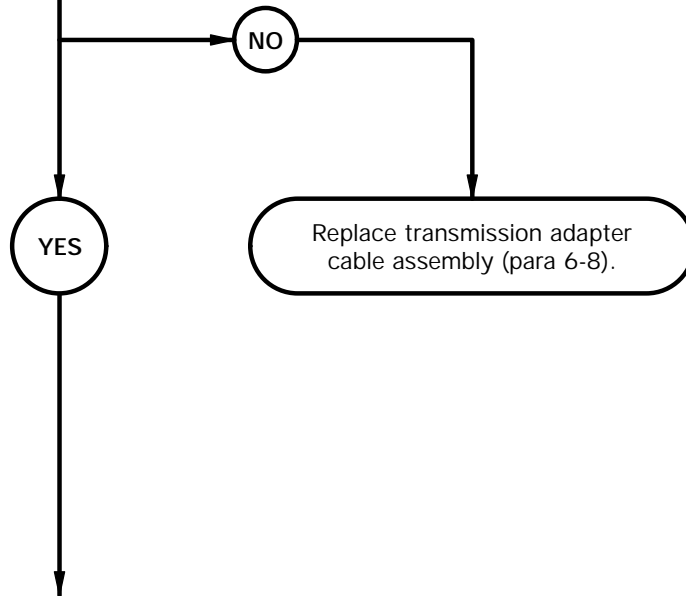 NO
YES
Replace transmission adapter
cable assembly (para 6-8).